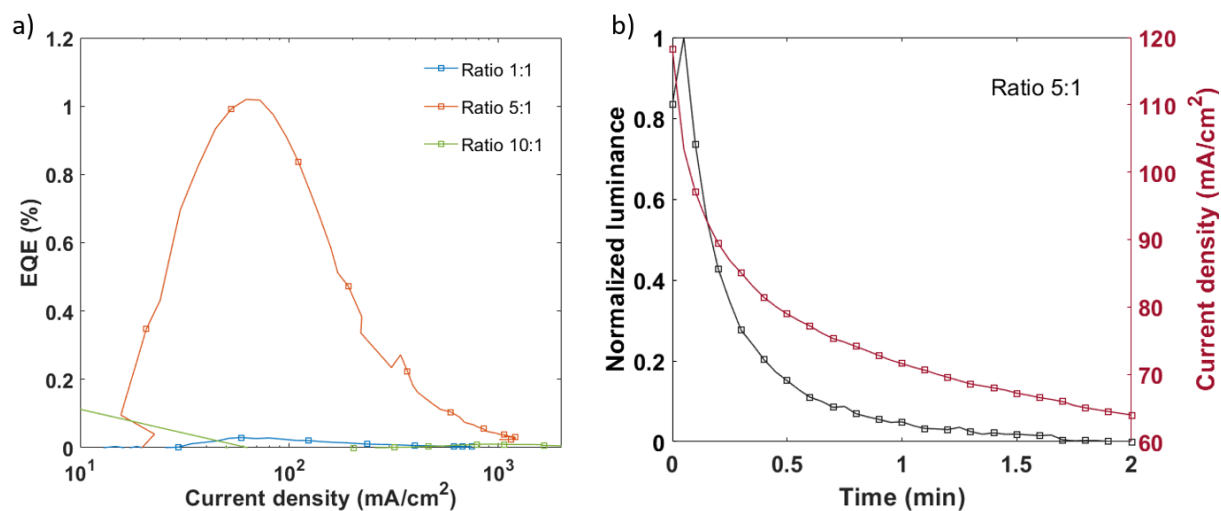 a)
EQE (%)
1.2
1
0.8
0.6
0.4
0.2
0
Ratio 1:1
Ratio 5:1
Ratio 10:1
10¹
10²
10³
Current density (mA/cm²)
b)
Normalized luminance
1
0.8
0.6
0.4
0.2
0
Ratio 5:1
120
110
100
90
80
70
60
Current density (mA/cm²)
0
0.5
1
1.5
2
Time (min)